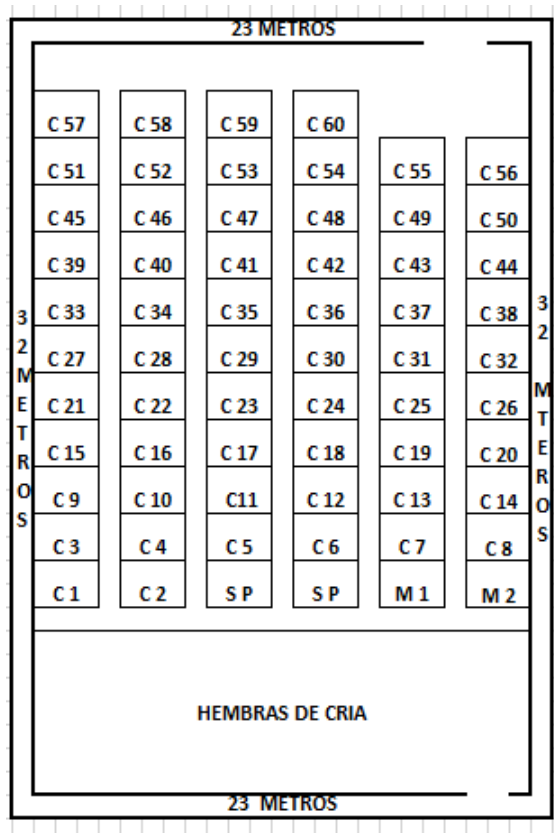 23 METROS
C 57 C 58 C 59 C 60
C 51 C 52 C 53 C 54 C 55 C 56
C 45 C 46 C 47 C 48 C 49 C 50
C 39 C 40 C 41 C 42 C 43 C 44
C 33 C 34 C 35 C 36 C 37 C 38
C 27 C 28 C 29 C 30 C 31 C 32
C 21 C 22 C 23 C 24 C 25 C 26
C 15 C 16 C 17 C 18 C 19 C 20
C 9 C 10 C11 C 12 C 13 C 14
C 3 C 4 C 5 C 6 C 7 C 8
C 1 C 2 S P S P M 1 M 2
32METROS
32 MTEROS
HEMBRAS DE CRIA
23 METROS